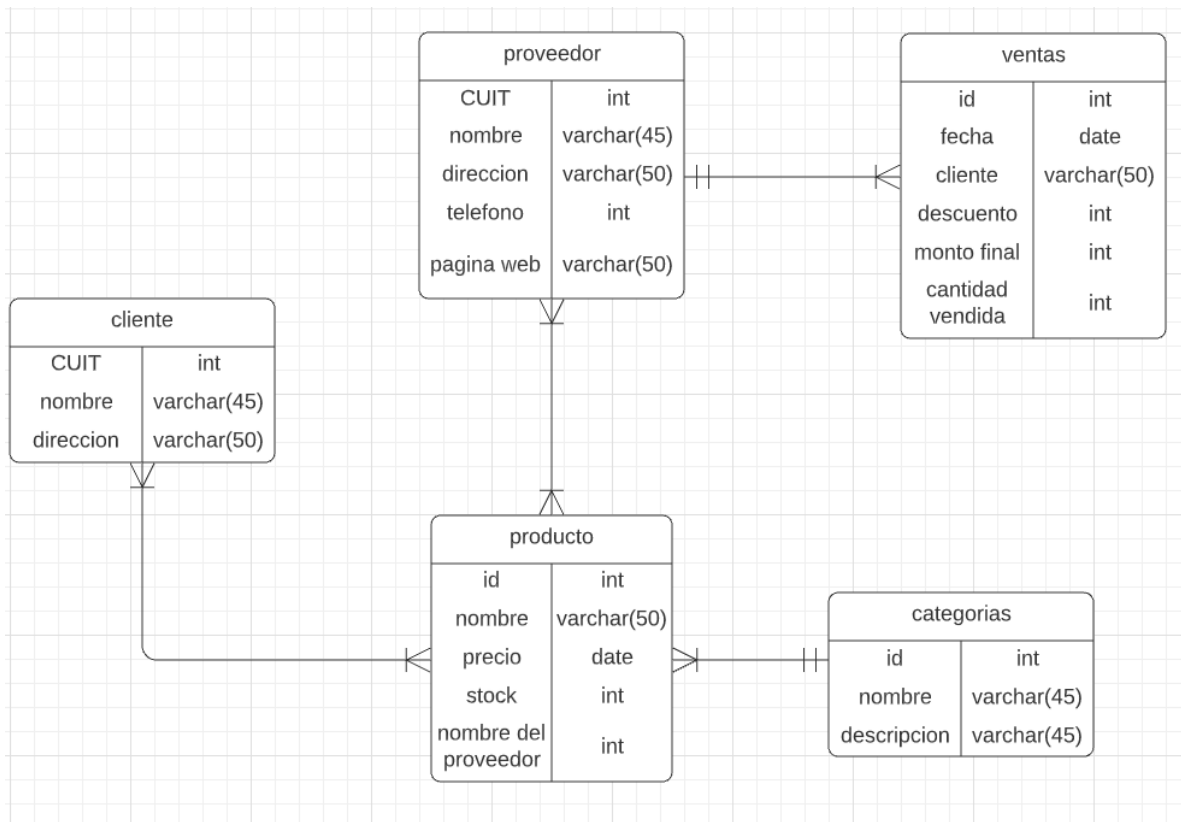 proveedor
CUIT int
nombre varchar(45)
direccion varchar(50)
telefono int
pagina web varchar(50)
ventas
id int
fecha date
cliente varchar(50)
descuento int
monto final int
cantidad
vendida int
cliente
CUIT int
nombre varchar(45)
direccion varchar(50)
producto
id int
nombre varchar(50)
precio date
stock int
nombre del
proveedor int
categorias
id int
nombre varchar(45)
descripcion varchar(45)